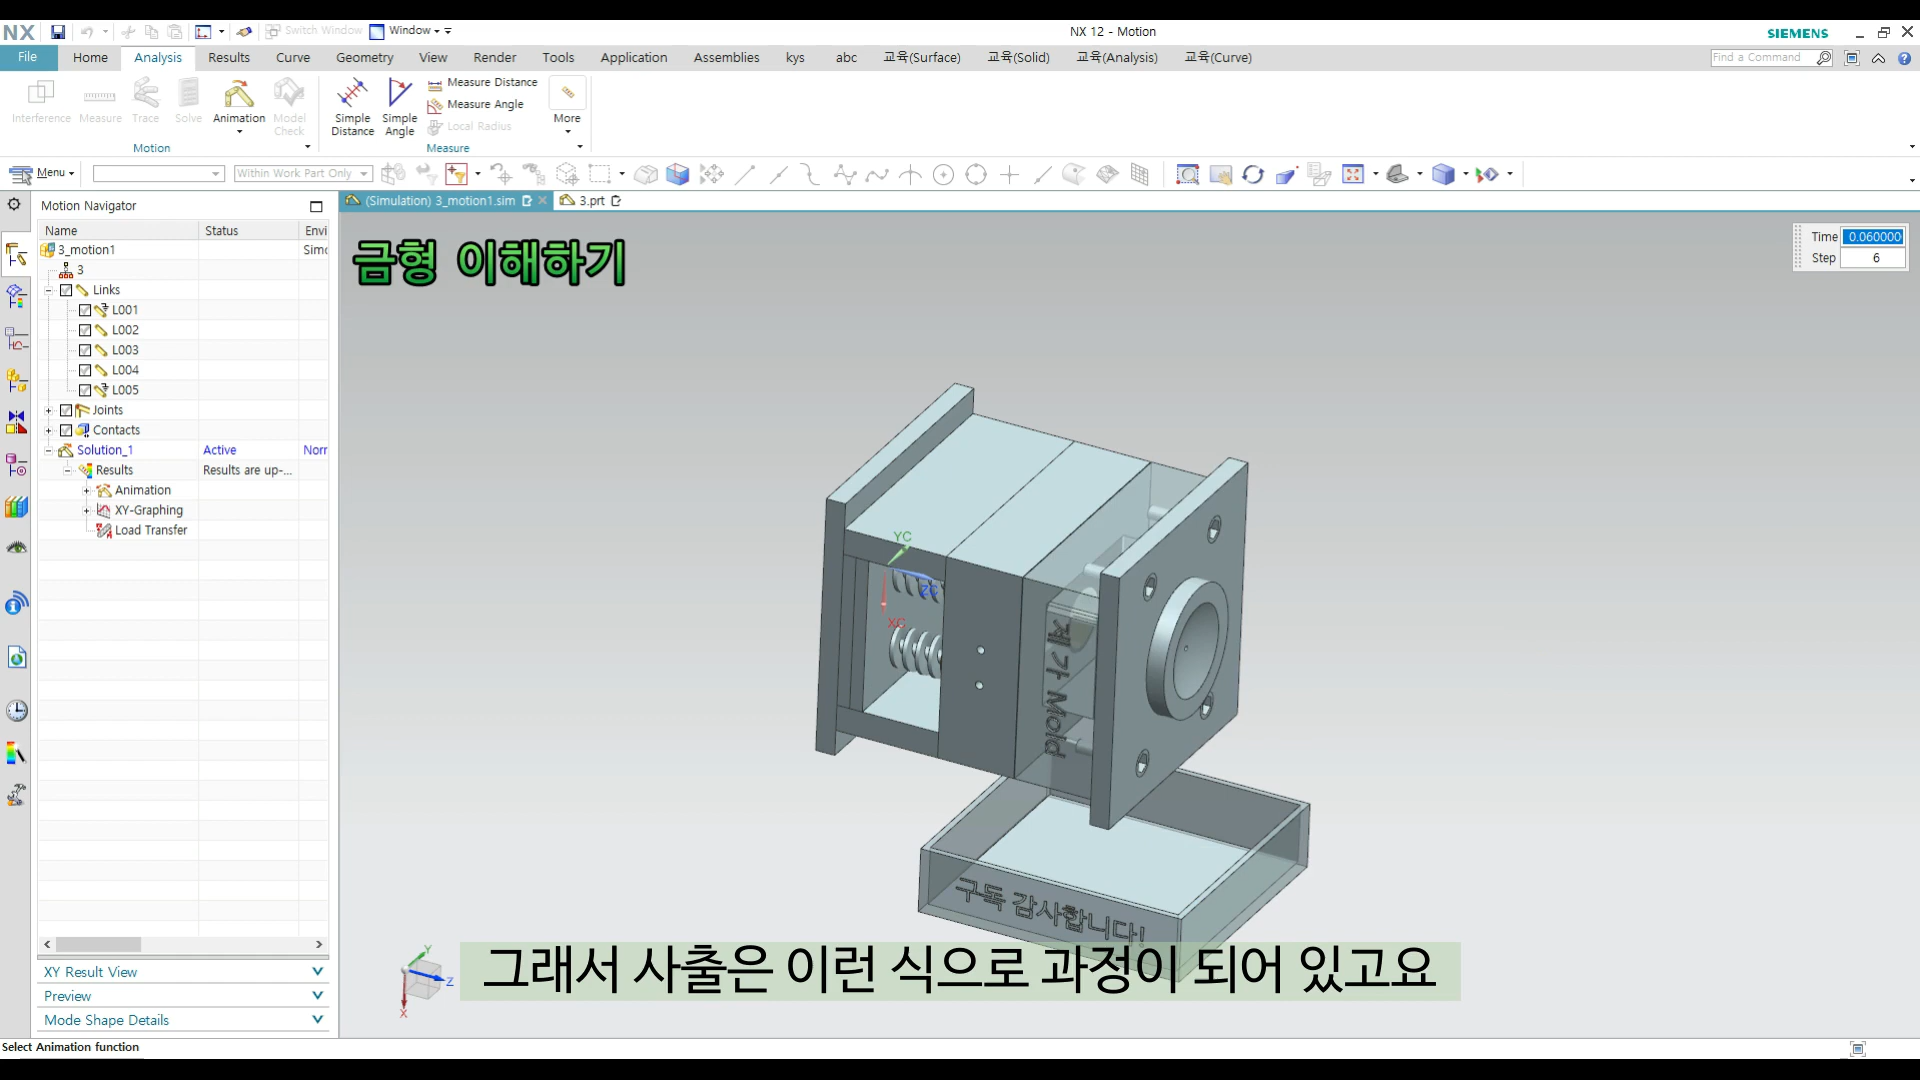 NX Switch Window Window NX 12 - Motion SIEMENS
File Home Analysis Results Curve Geometry View Render Tools Application Assemblies kys abc 교육(Surface) 교육(Solid) 교육(Analysis) 교육(Curve) Find a Command
Interference Measure Trace Solve Animation Model Check Simple Distance Simple Angle Measure Distance Measure Angle Local Radius More
Motion Measure
Menu Within Work Part Only
Motion Navigator (Simulation) 3_motion1.sim 3.prt
Name Status Envi
3_motion1 Simc
3
Links
L001
L002
L003
L004
L005
Joints
Contacts
Solution_1 Active Norr
Results Results are up-...
Animation
XY-Graphing
Load Transfer
XY Result View
Preview
Mode Shape Details
Select Animation function
금형 이해하기
Time 0.060000
Step 6
YC
ZC
XC
제가 Mold
구독 감사합니다!
Y
Z
X
그래서 사출은 이런 식으로 과정이 되어 있고요